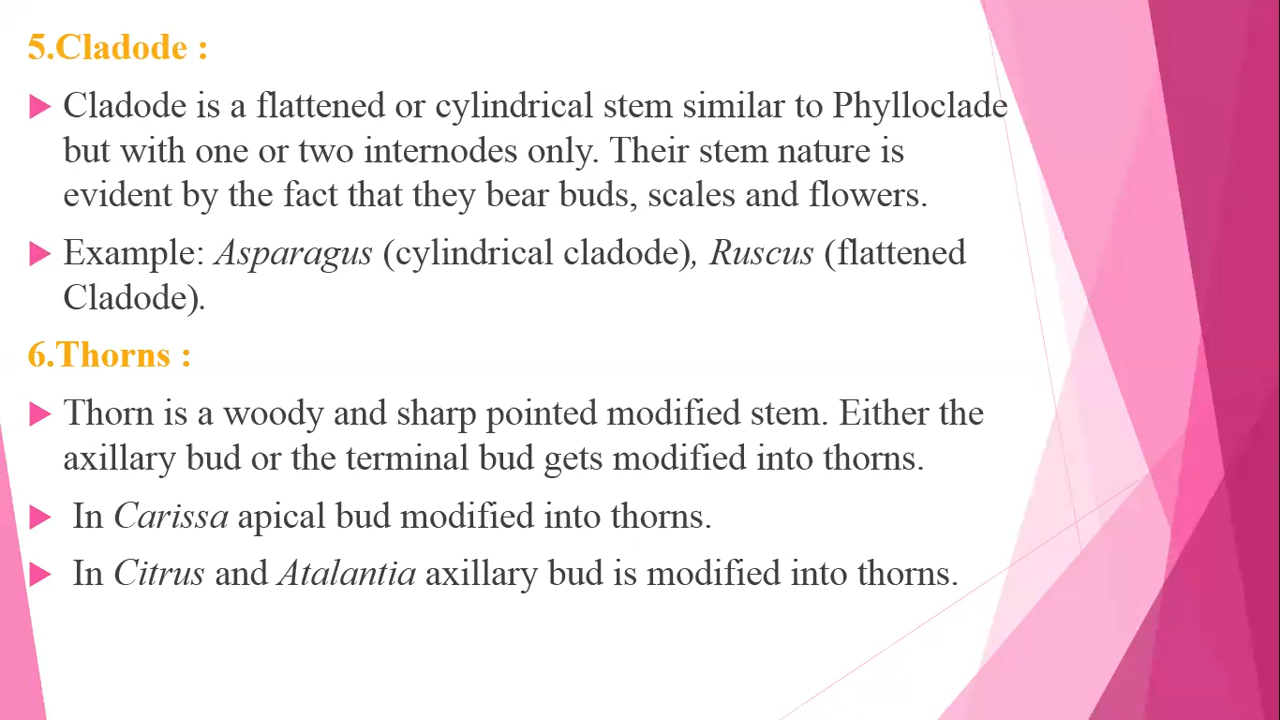 5.Cladode :
Cladode is a flattened or cylindrical stem similar to Phylloclade
but with one or two internodes only. Their stem nature is
evident by the fact that they bear buds, scales and flowers.
Example: Asparagus (cylindrical cladode), Ruscus (flattened
Cladode).
6.Thorns :
Thorn is a woody and sharp pointed modified stem. Either the
axillary bud or the terminal bud gets modified into thorns.
In Carissa apical bud modified into thorns.
In Citrus and Atalantia axillary bud is modified into thorns.